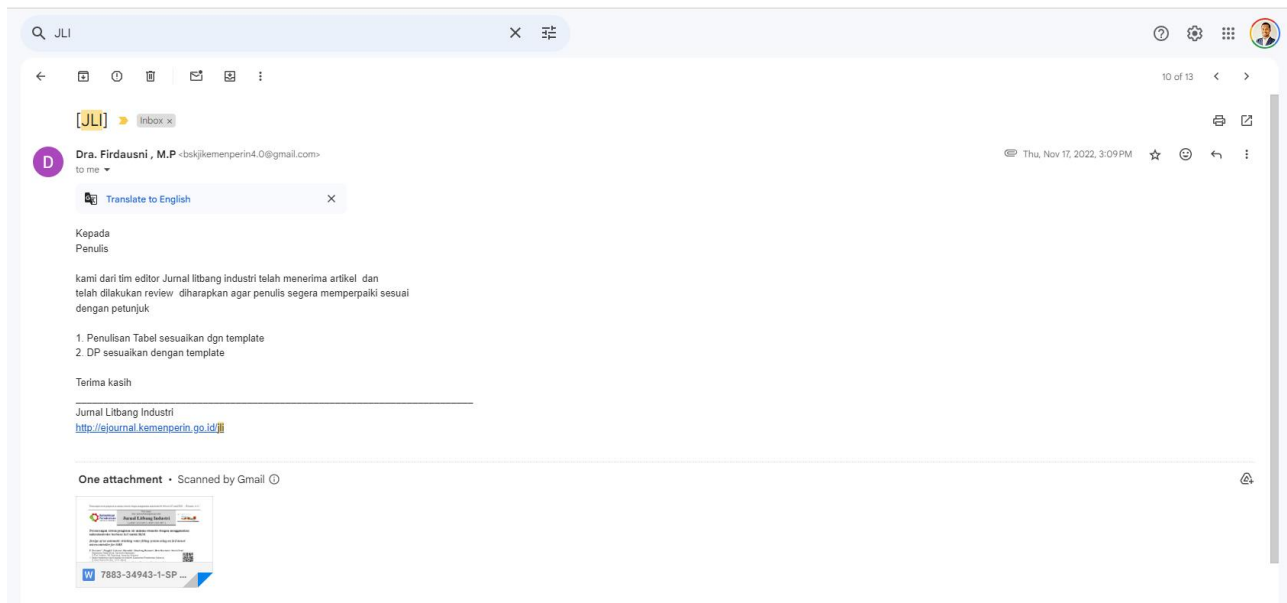 JLI
10 of 13
[JLI] Inbox x
Dra. Firdausni , M.P <bskjikemenperin4.0@gmail.com>
Thu, Nov 17, 2022, 3:09 PM
to me
Translate to English
Kepada
Penulis
kami dari tim editor Jurnal litbang industri telah menerima artikel dan
telah dilakukan review diharapkan agar penulis segera memperpaiki sesuai
dengan petunjuk
1. Penulisan Tabel sesuaikan dgn template
2. DP sesuaikan dengan template
Terima kasih
Jurnal Litbang Industri
http://ejournal.kemenperin.go.id/jli
One attachment • Scanned by Gmail
Jurnal Litbang Industri
W 7883-34943-1-SP ...
D